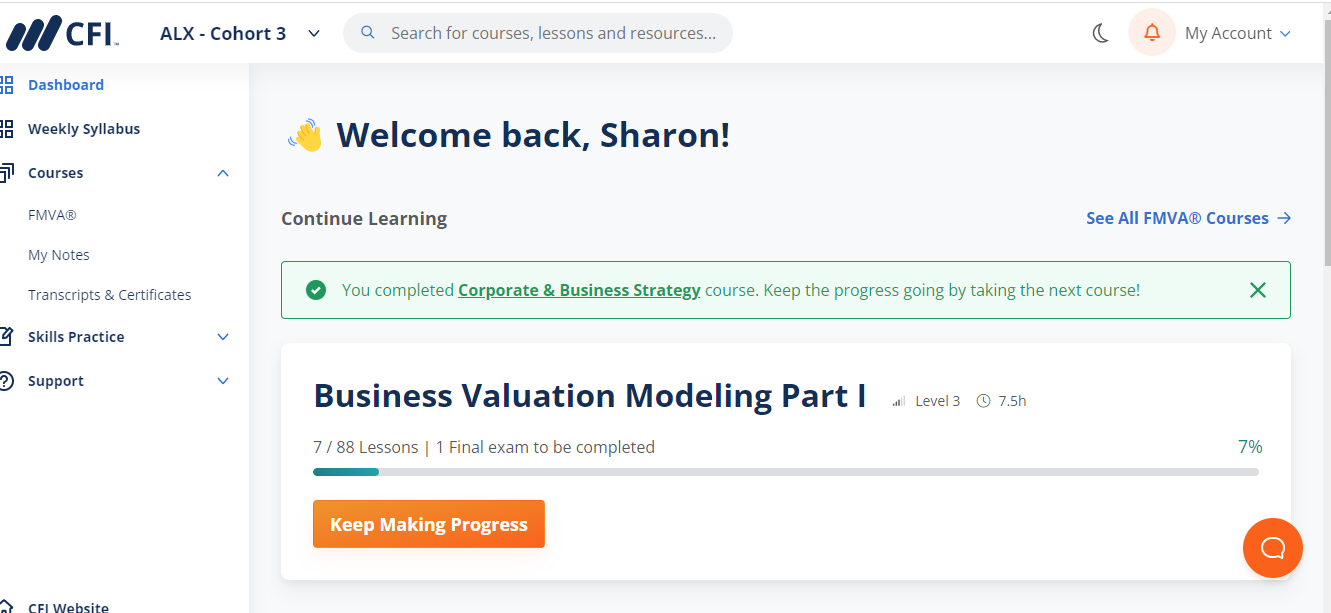 CFI™
ALX - Cohort 3
Search for courses, lessons and resources...
My Account
Dashboard
Weekly Syllabus
Courses
FMVA®
My Notes
Transcripts & Certificates
Skills Practice
Support
CFI Website
Welcome back, Sharon!
Continue Learning
See All FMVA® Courses
You completed Corporate & Business Strategy course. Keep the progress going by taking the next course!
Business Valuation Modeling Part I
Level 3
7.5h
7 / 88 Lessons | 1 Final exam to be completed
7%
Keep Making Progress